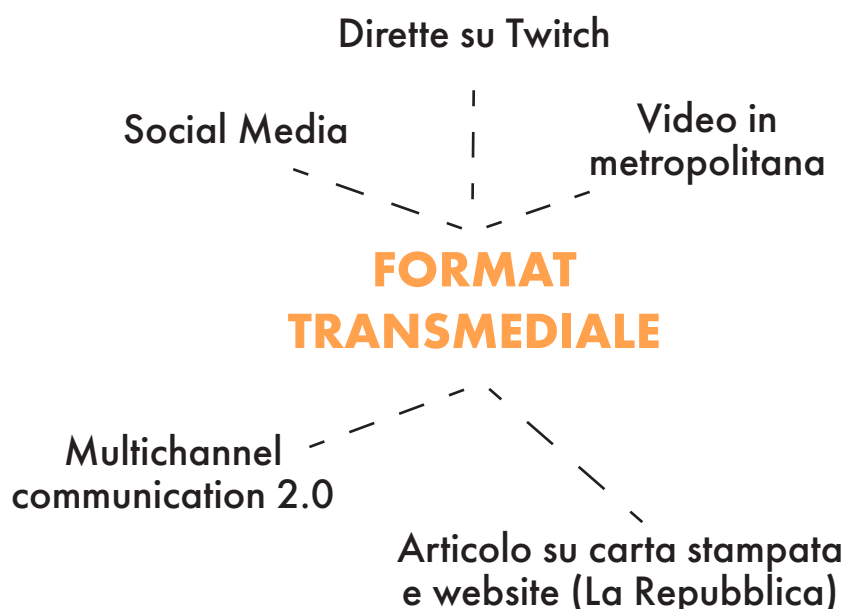 Dirette su Twitch
Social Media
Video in
metropolitana
FORMAT
TRANSMEDIALE
Multichannel
communication 2.0
Articolo su carta stampata
e website (La Repubblica)